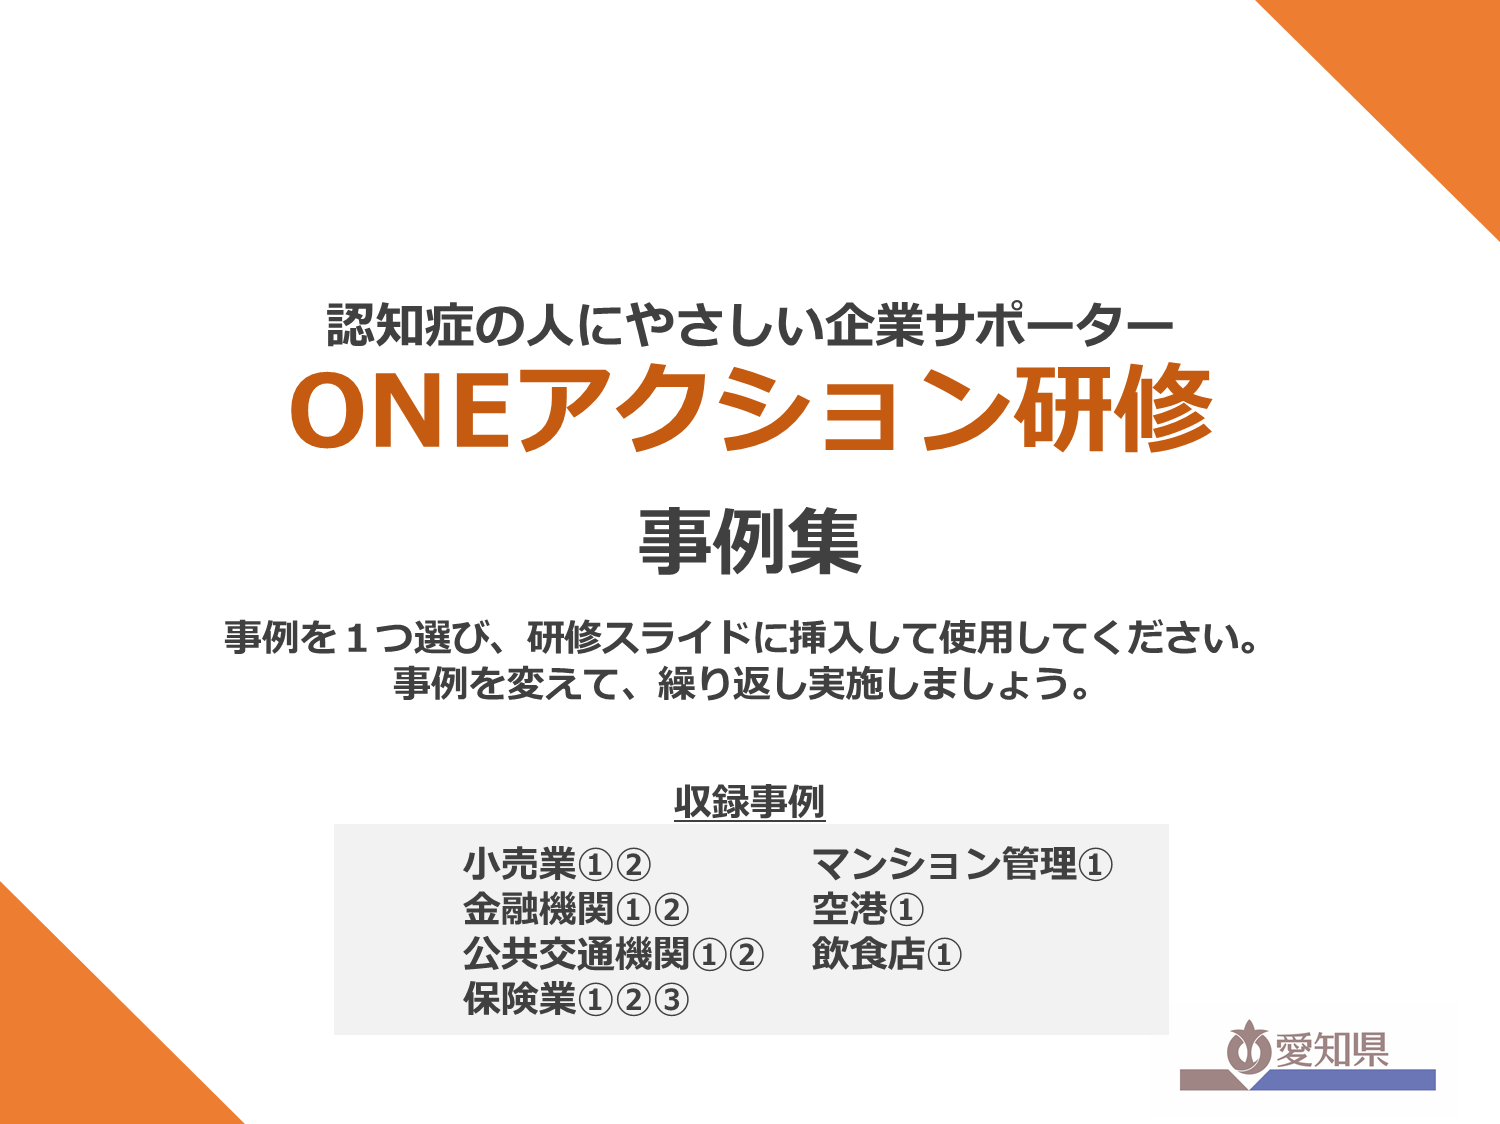 認知症の人にやさしい企業サポーター
ONEアクション研修
事例集
事例を１つ選び、研修スライドに挿入して使用してください。
事例を変えて、繰り返し実施しましょう。
収録事例
小売業①②
金融機関①②
公共交通機関①②
保険業①②③
マンション管理①
空港①
飲食店①
愛知県